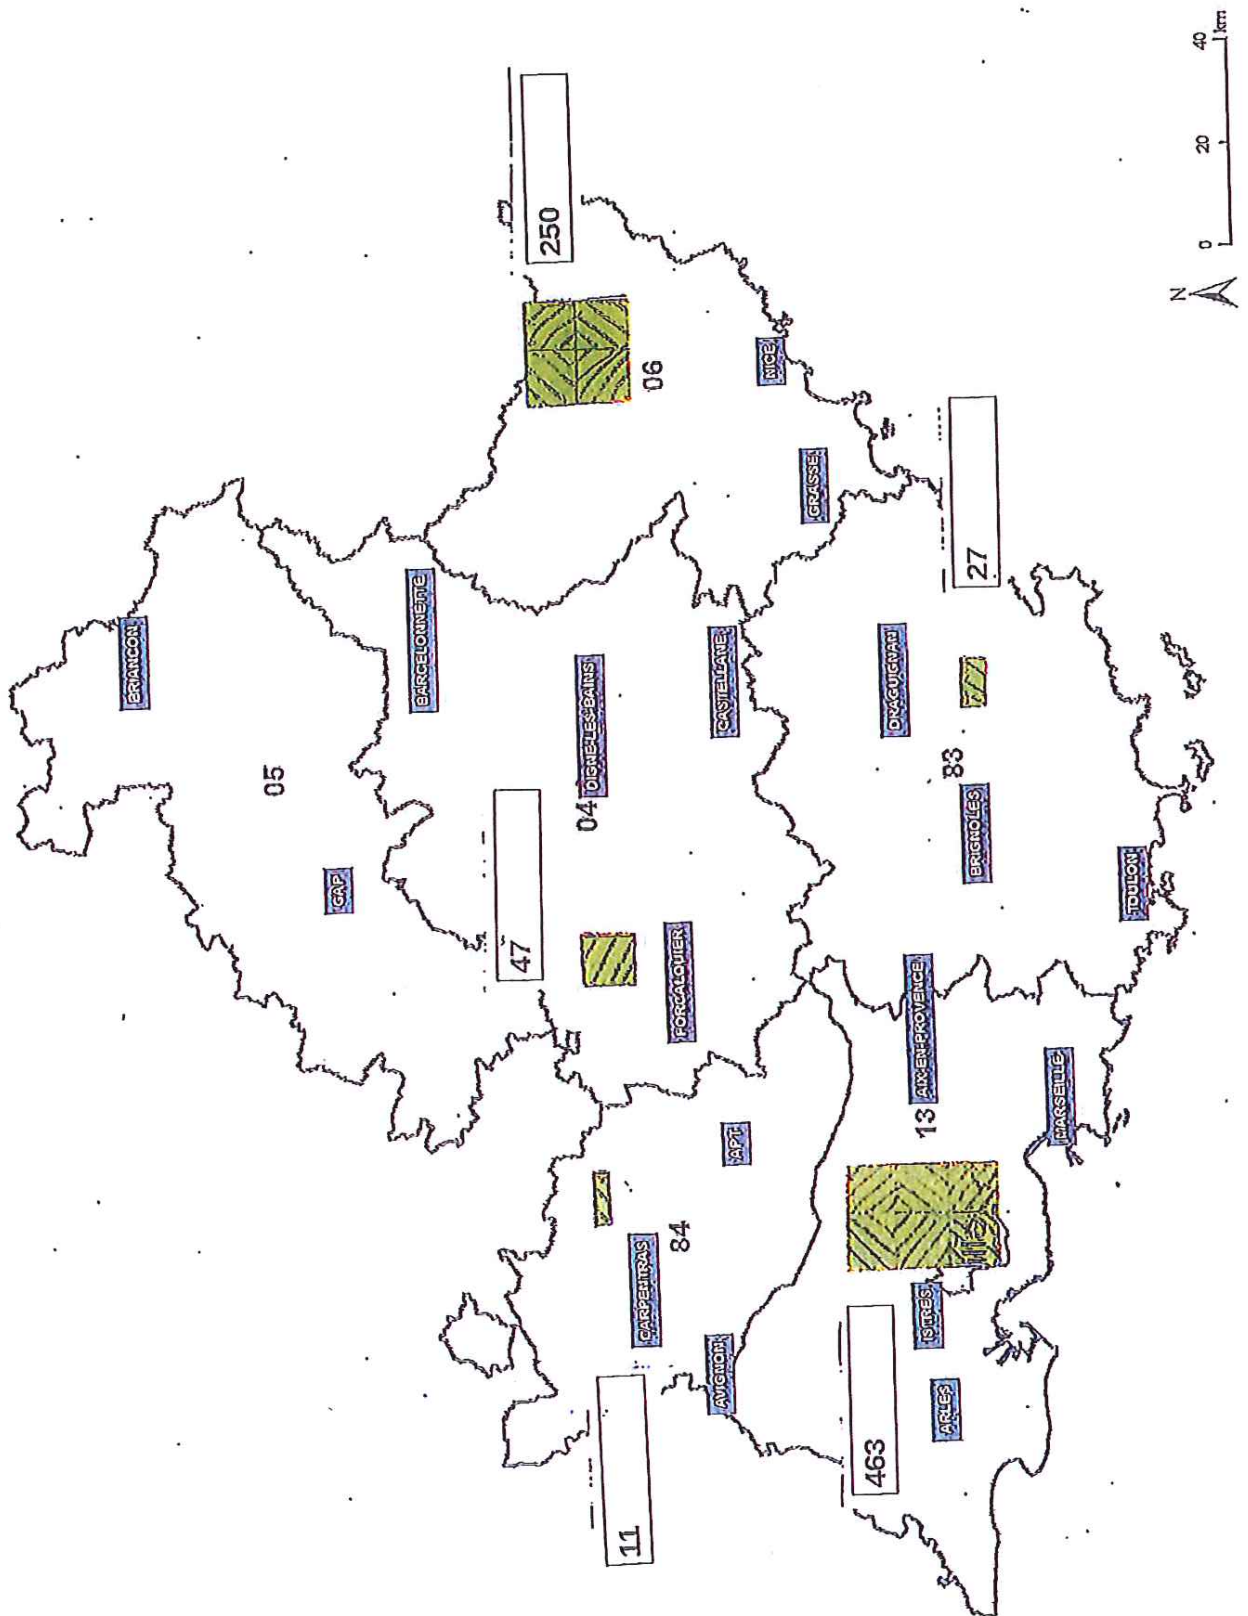 BRIANCON
05
GAP
BARCELONNETTE
47
04
DIGNE-LES-BAINS
FORCALQUIER
CASTELLANE
250
06
NICE
GRASSE
11
CARPENTRAS
84
APT
AVIGNON
463
ARLES
ISTRES
13
AIX-EN-PROVENCE
MARSEILLE
27
DRAGUIGNAN
83
BRIGNOLES
TOULON
N
0 20 40
km